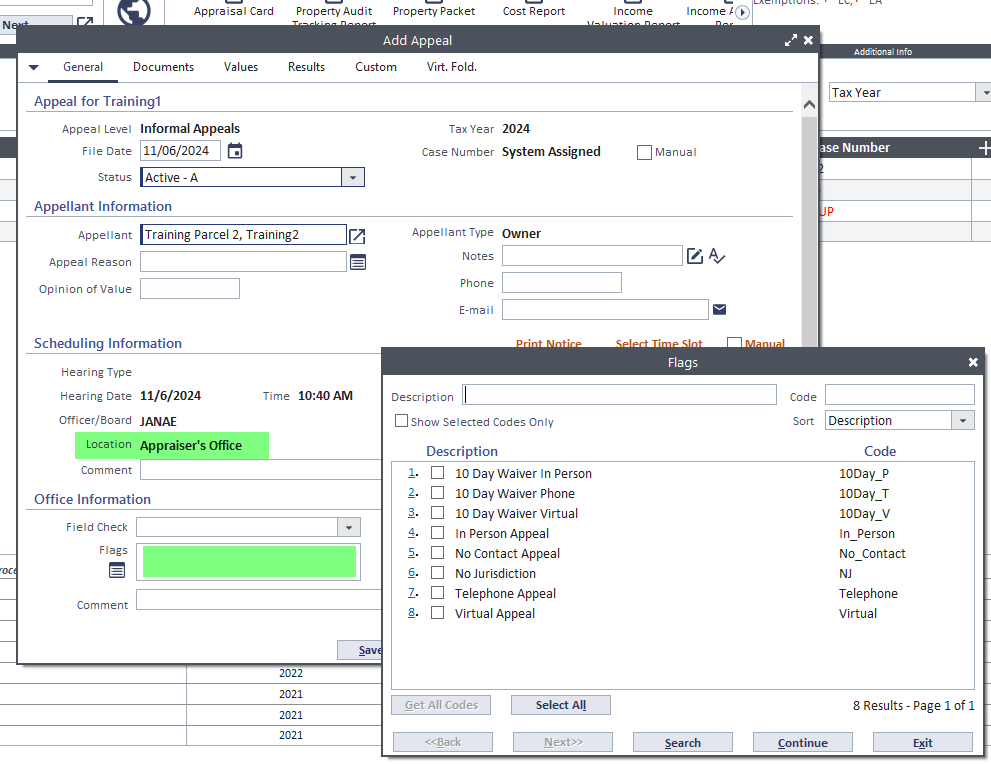 Next
Appraisal Card
Property Audit
Tracking Report
Property Packet
Cost Report
Income
Valuation Report
Income
Exemptions:
Add Appeal
Additional Info
General Documents Values Results Custom Virt. Fold.
Tax Year
Appeal for Training1
Appeal Level Informal Appeals Tax Year 2024
File Date 11/06/2024 Case Number System Assigned Manual
ase Number
2
Status Active - A
Appellant Information
UP
Appellant Training Parcel 2, Training2 Appellant Type Owner
Appeal Reason Notes
Opinion of Value Phone
E-mail
Scheduling Information Print Notice Select Time Slot Manual
Hearing Type
Hearing Date 11/6/2024 Time 10:40 AM
Officer/Board JANAE
Location Appraiser's Office
Comment
Office Information
Field Check
Flags
Comment
Save
2022
2021
2021
2021
Flags
Description Code
Show Selected Codes Only Sort Description
Description Code
1. 10 Day Waiver In Person 10Day_P
2. 10 Day Waiver Phone 10Day_T
3. 10 Day Waiver Virtual 10Day_V
4. In Person Appeal In_Person
5. No Contact Appeal No_Contact
6. No Jurisdiction NJ
7. Telephone Appeal Telephone
8. Virtual Appeal Virtual
Get All Codes Select All 8 Results - Page 1 of 1
<<Back Next>> Search Continue Exit